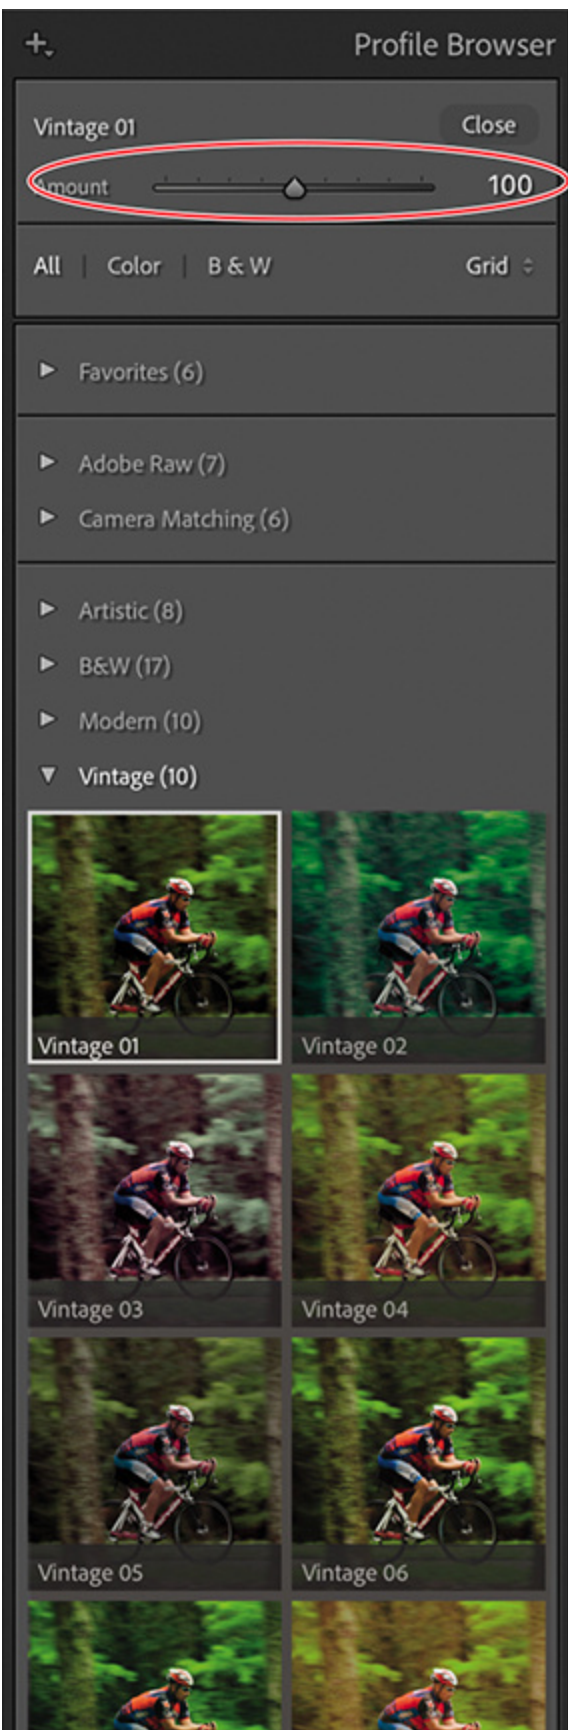 Profile Browser
Vintage 01 Close
Amount 100
All | Color | B & W Grid
Favorites (6)
Adobe Raw (7)
Camera Matching (6)
Artistic (8)
B&W (17)
Modern (10)
Vintage (10)
Vintage 01 Vintage 02
Vintage 03 Vintage 04
Vintage 05 Vintage 06